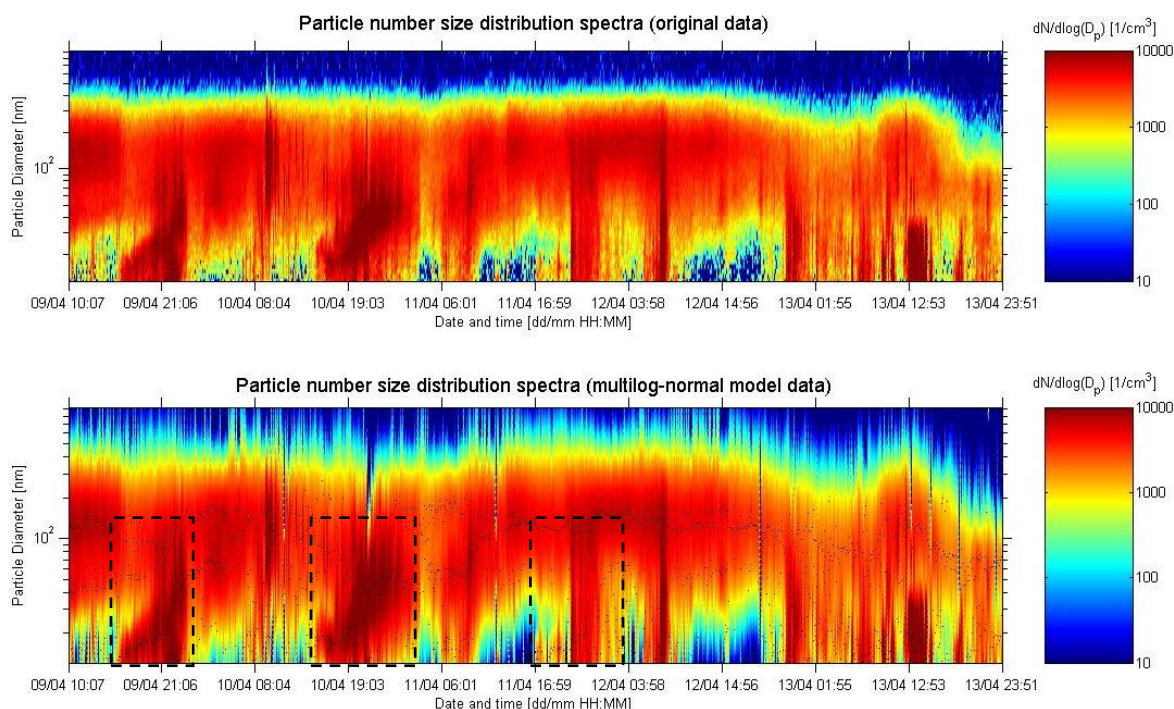 Particle number size distribution spectra (original data)
dN/dlog(D_p) [1/cm³]
10000
1000
100
10
Particle Diameter [nm]
10²
09/04 10:07 09/04 21:06 10/04 08:04 10/04 19:03 11/04 06:01 11/04 16:59 12/04 03:58 12/04 14:56 13/04 01:55 13/04 12:53 13/04 23:51
Date and time [dd/mm HH:MM]
Particle number size distribution spectra (multilog-normal model data)
dN/dlog(D_p) [1/cm³]
10000
1000
100
10
Particle Diameter [nm]
10²
09/04 10:07 09/04 21:06 10/04 08:04 10/04 19:03 11/04 06:01 11/04 16:59 12/04 03:58 12/04 14:56 13/04 01:55 13/04 12:53 13/04 23:51
Date and time [dd/mm HH:MM]